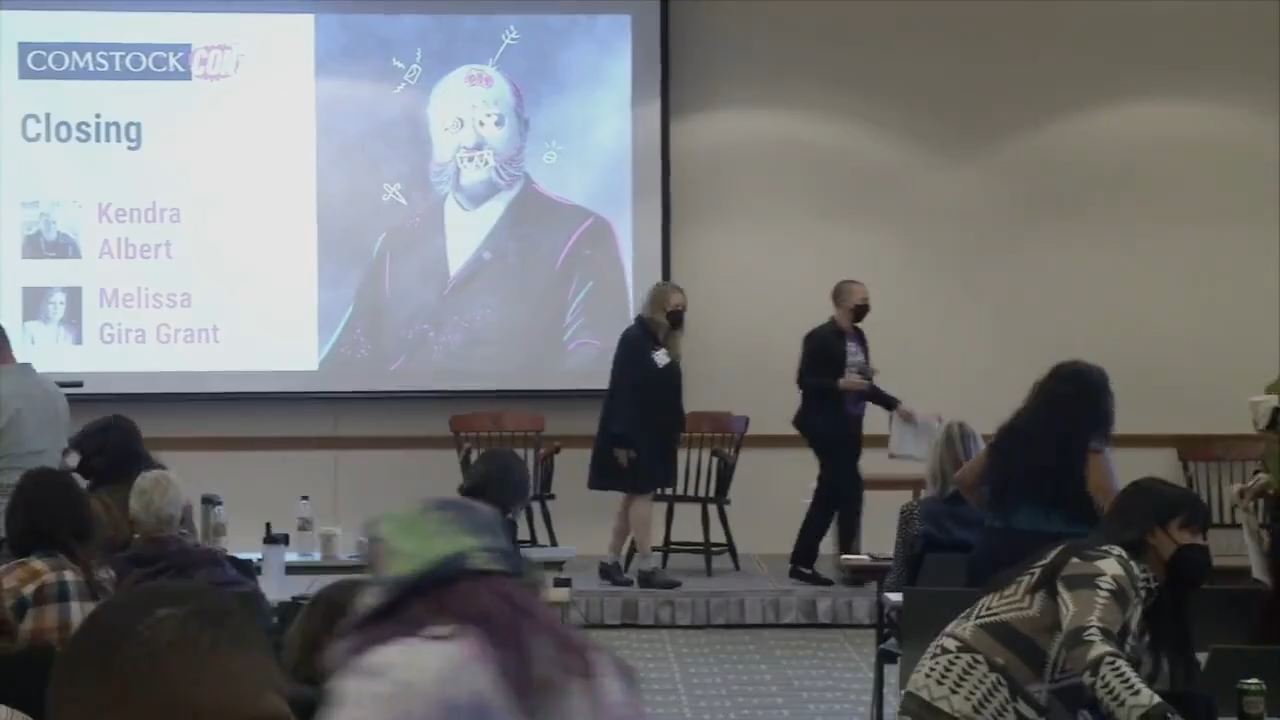 COMSTOCK CON
Closing
Kendra
Albert
Melissa
Gira Grant